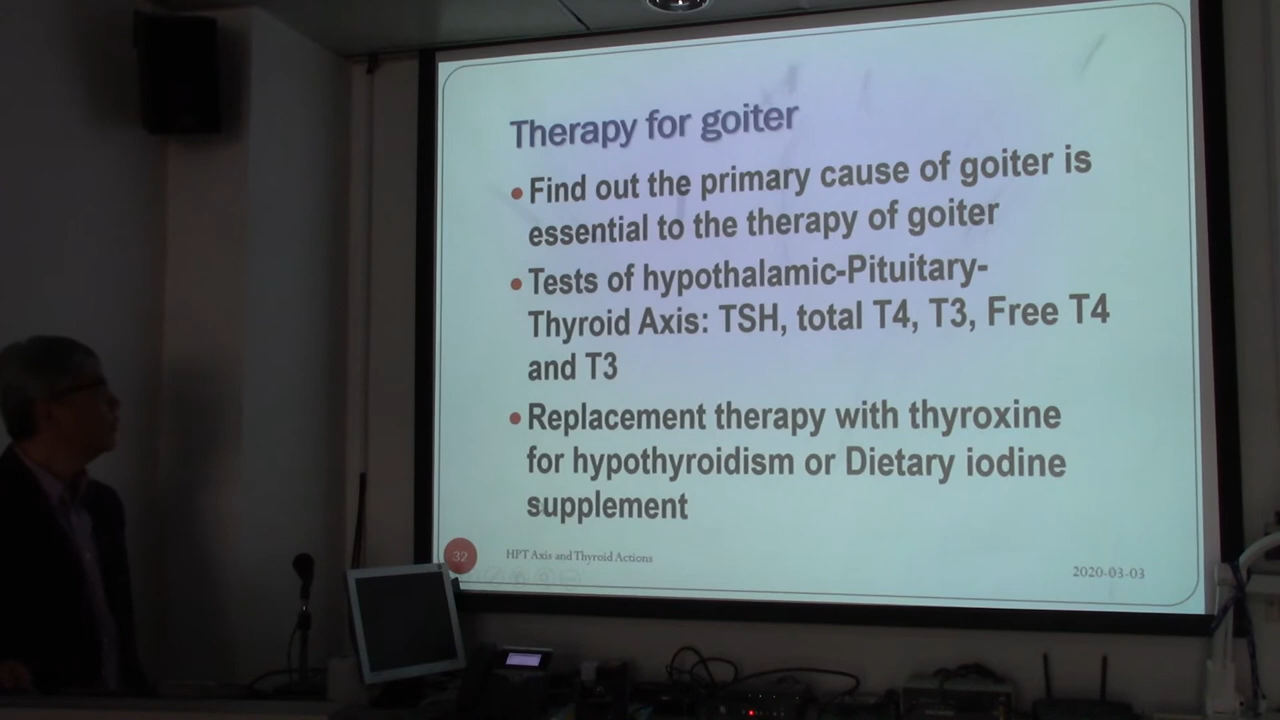 Therapy for goiter
• Find out the primary cause of goiter is
essential to the therapy of goiter
• Tests of hypothalamic-Pituitary-
Thyroid Axis: TSH, total T4, T3, Free T4
and T3
• Replacement therapy with thyroxine
for hypothyroidism or Dietary iodine
supplement
32
HPT Axis and Thyroid Actions
2020-03-03